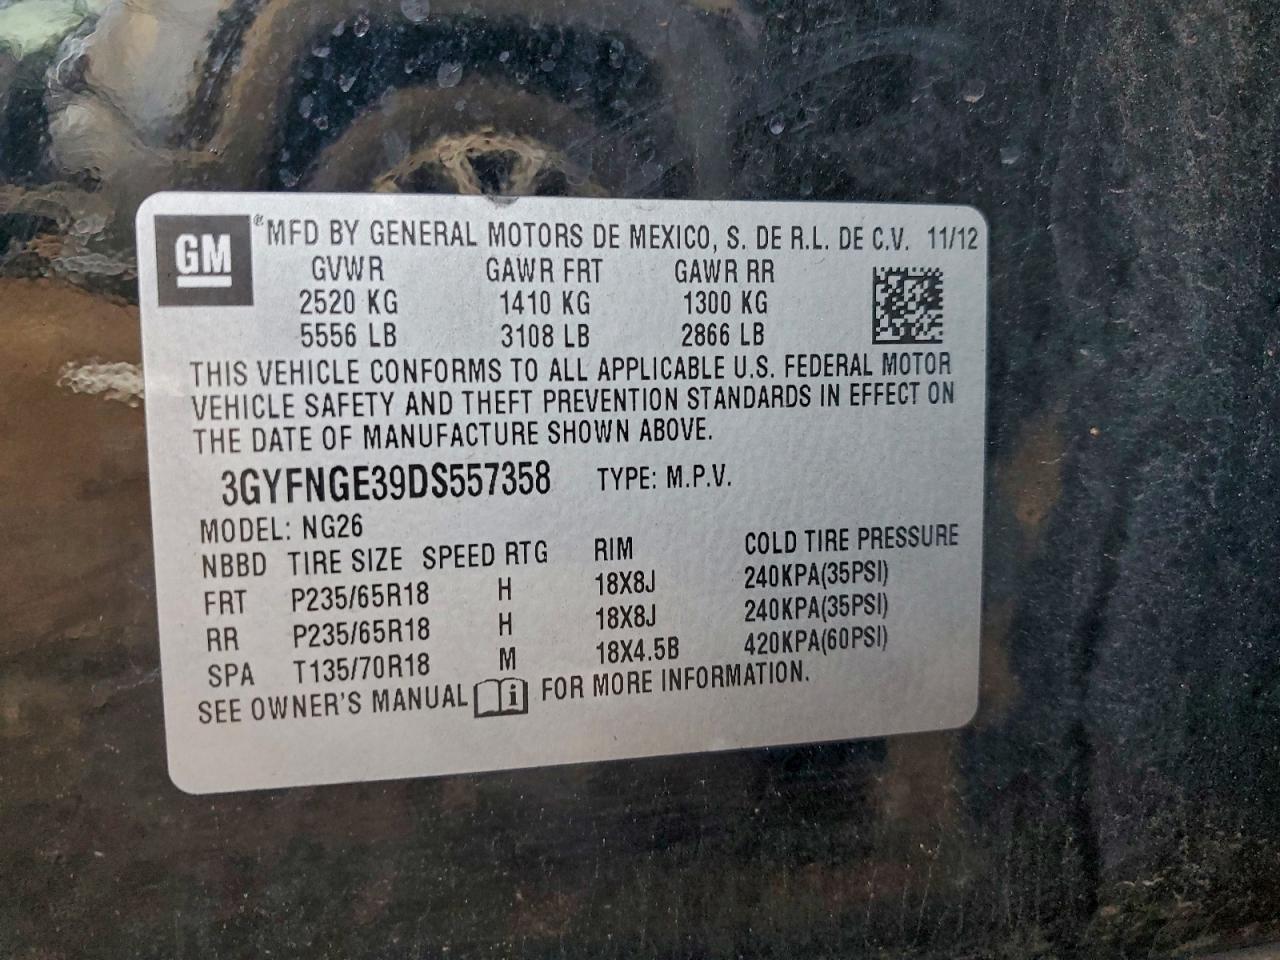 GM ® MFD BY GENERAL MOTORS DE MEXICO, S. DE R.L. DE C.V. 11/12
GVWR GAWR FRT GAWR RR
2520 KG 1410 KG 1300 KG
5556 LB 3108 LB 2866 LB
THIS VEHICLE CONFORMS TO ALL APPLICABLE U.S. FEDERAL MOTOR
VEHICLE SAFETY AND THEFT PREVENTION STANDARDS IN EFFECT ON
THE DATE OF MANUFACTURE SHOWN ABOVE.
3GYFNGE39DS557358 TYPE: M.P.V.
MODEL: NG26
NBBD TIRE SIZE SPEED RTG RIM COLD TIRE PRESSURE
FRT P235/65R18 H 18X8J 240KPA(35PSI)
RR P235/65R18 H 18X8J 240KPA(35PSI)
SPA T135/70R18 M 18X4.5B 420KPA(60PSI)
SEE OWNER'S MANUAL i FOR MORE INFORMATION.